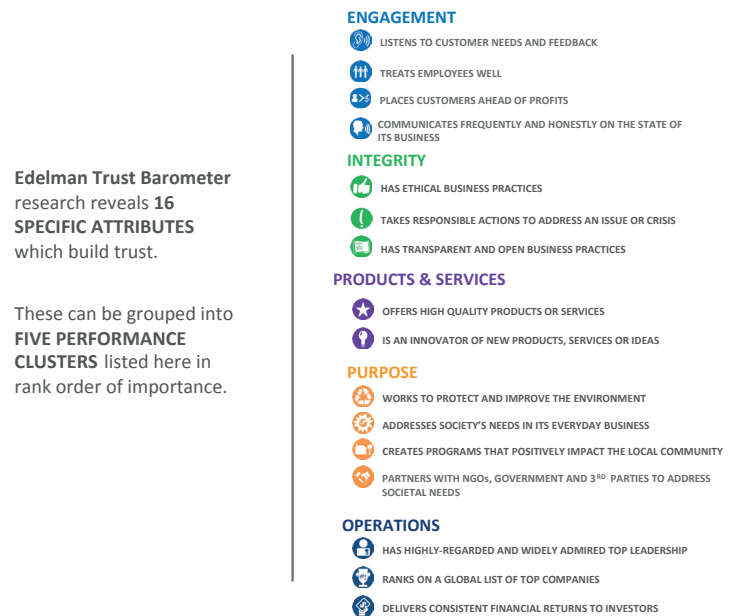 Edelman Trust Barometer
research reveals 16
SPECIFIC ATTRIBUTES
which build trust.
These can be grouped into
FIVE PERFORMANCE
CLUSTERS listed here in
rank order of importance.
ENGAGEMENT
LISTENS TO CUSTOMER NEEDS AND FEEDBACK
TREATS EMPLOYEES WELL
PLACES CUSTOMERS AHEAD OF PROFITS
COMMUNICATES FREQUENTLY AND HONESTLY ON THE STATE OF
ITS BUSINESS
INTEGRITY
HAS ETHICAL BUSINESS PRACTICES
TAKES RESPONSIBLE ACTIONS TO ADDRESS AN ISSUE OR CRISIS
HAS TRANSPARENT AND OPEN BUSINESS PRACTICES
PRODUCTS & SERVICES
OFFERS HIGH QUALITY PRODUCTS OR SERVICES
IS AN INNOVATOR OF NEW PRODUCTS, SERVICES OR IDEAS
PURPOSE
WORKS TO PROTECT AND IMPROVE THE ENVIRONMENT
ADDRESSES SOCIETY'S NEEDS IN ITS EVERYDAY BUSINESS
CREATES PROGRAMS THAT POSITIVELY IMPACT THE LOCAL COMMUNITY
PARTNERS WITH NGOs, GOVERNMENT AND 3RD PARTIES TO ADDRESS
SOCIETAL NEEDS
OPERATIONS
HAS HIGHLY-REGARDED AND WIDELY ADMIRED TOP LEADERSHIP
RANKS ON A GLOBAL LIST OF TOP COMPANIES
DELIVERS CONSISTENT FINANCIAL RETURNS TO INVESTORS